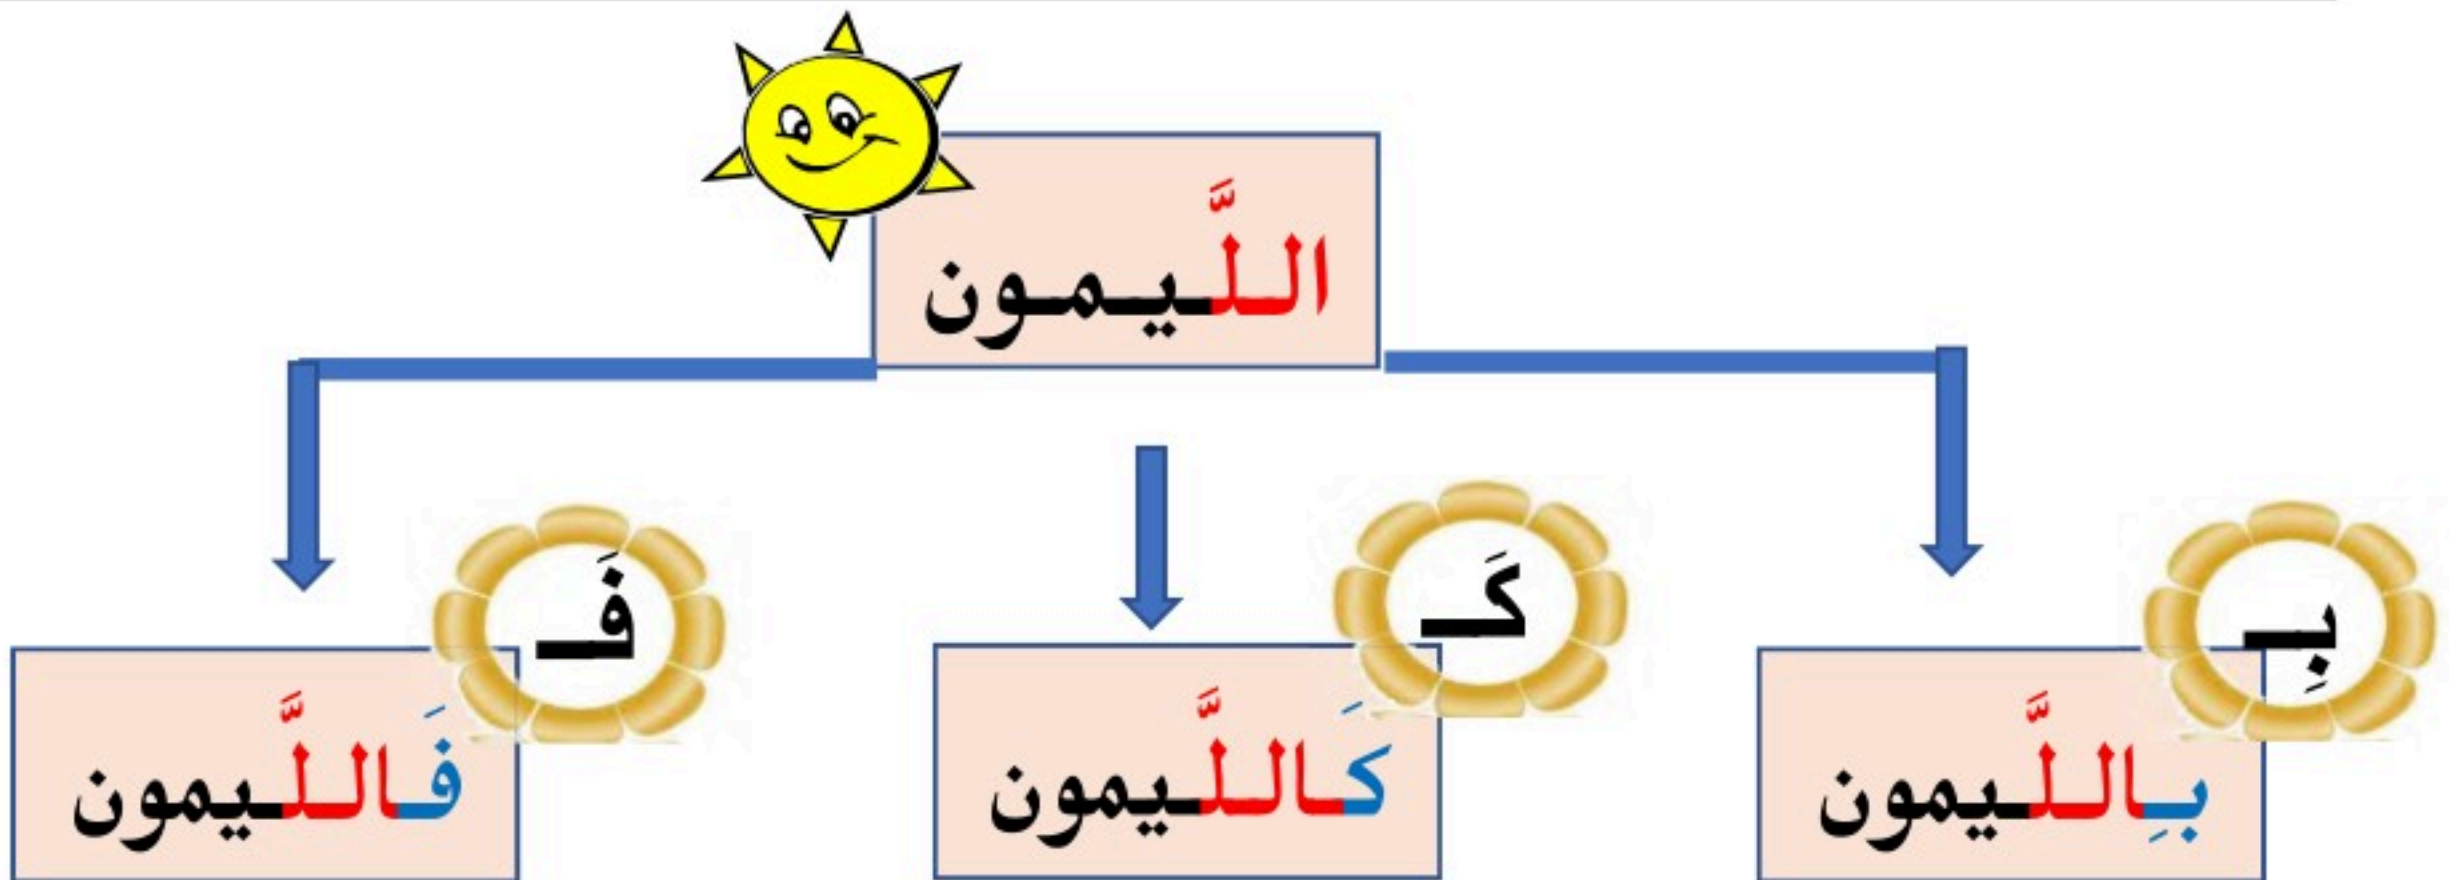 اللَّيمون
بِـ
كَـ
فَـ
بِاللَّيمون
كَاللَّيمون
فَاللَّيمون